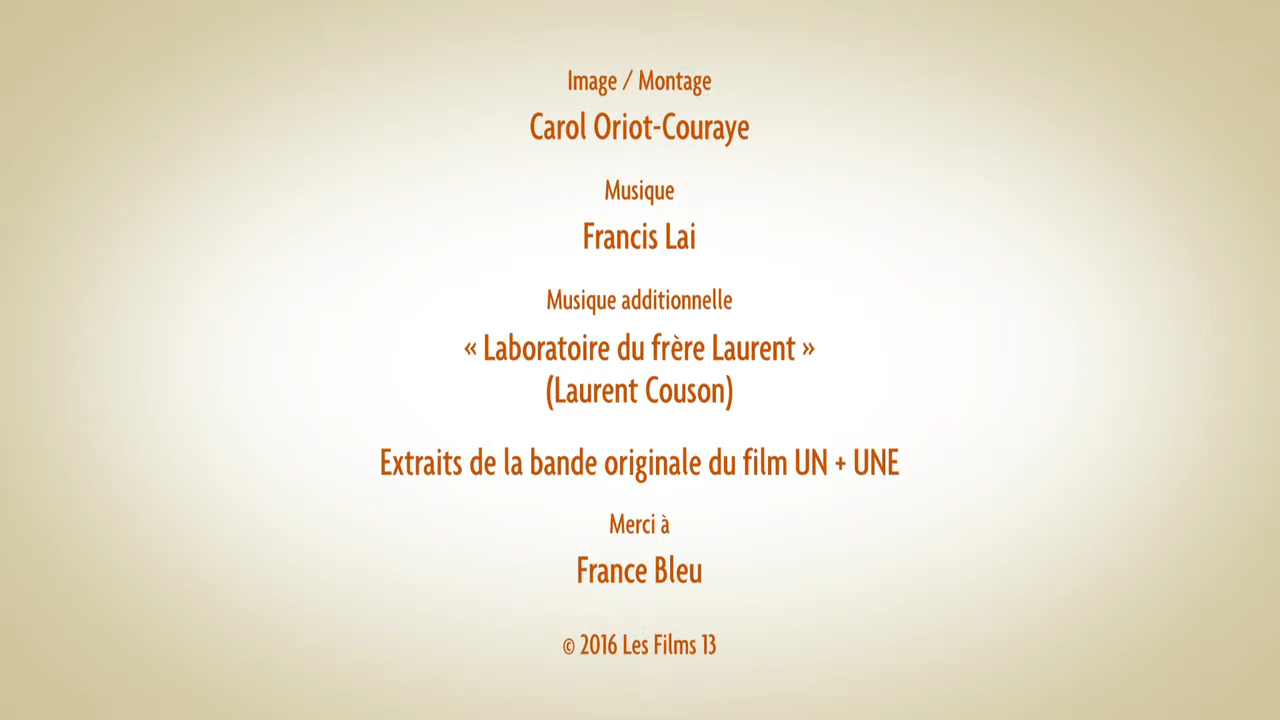 Image / Montage
Carol Oriot-Couraye
Musique
Francis Lai
Musique additionnelle
« Laboratoire du frère Laurent »
(Laurent Couson)
Extraits de la bande originale du film UN + UNE
Merci à
France Bleu
© 2016 Les Films 13